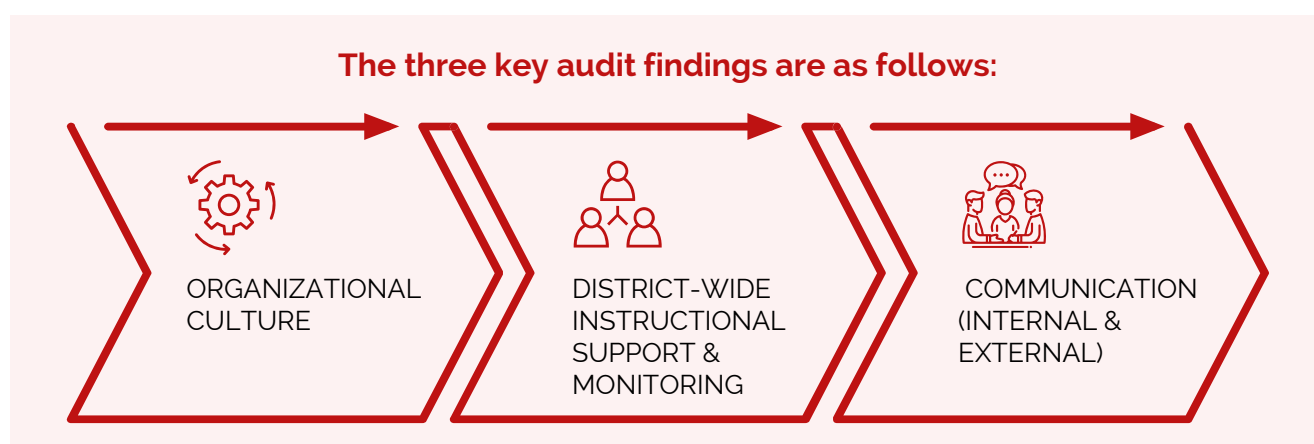 The three key audit findings are as follows:
ORGANIZATIONAL
CULTURE
DISTRICT-WIDE
INSTRUCTIONAL
SUPPORT &
MONITORING
COMMUNICATION
(INTERNAL &
EXTERNAL)